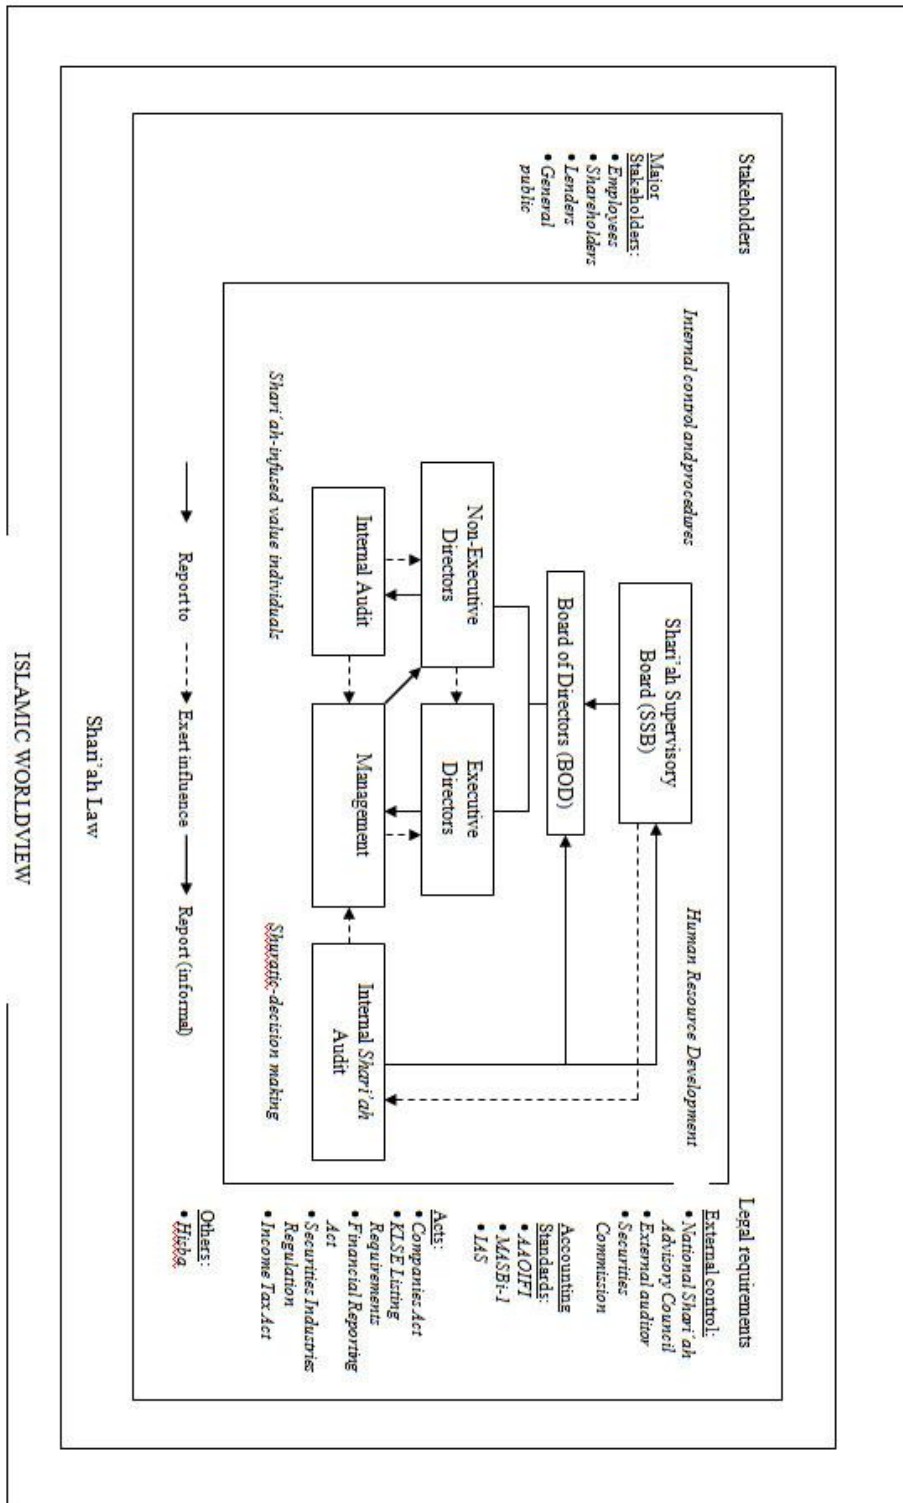 Stakeholders
Major
Stakeholders:
• Employees
• Shareholders
• Lenders
• General
public
Internal control and procedures
Human Resource Development
Shari'ah Supervisory
Board (SSB)
Board of Directors (BOD)
Non-Executive
Directors
Executive
Directors
Internal Audit
Management
Internal Shari'ah
Audit
Shari'ah-infused value individuals
Shuratic-decision making
Legal requirements
External control:
• National Shari'ah
Advisory Council
• External auditor
• Securities
Commission
Accounting
Standards:
• AAOIFI
• MASBi-1
• IAS
Acts:
• Companies Act
• KLSE Listing
Requirements
• Financial Reporting
Act
• Securities Industries
Regulation
• Income Tax Act
Others:
• Hisba
Report to
Exert influence
Report (informal)
Shari'ah Law
ISLAMIC WORLDVIEW